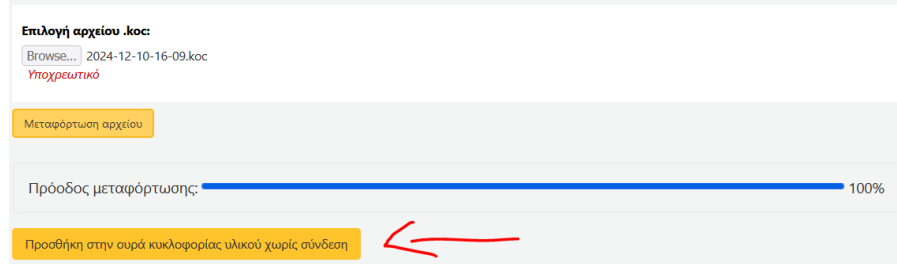 Επιλογή αρχείου .koc:
Browse... 2024-12-10-16-09.koc
Υποχρεωτικό
Μεταφόρτωση αρχείου
Πρόοδος μεταφόρτωσης: 100%
Προσθήκη στην ουρά κυκλοφορίας υλικού χωρίς σύνδεση